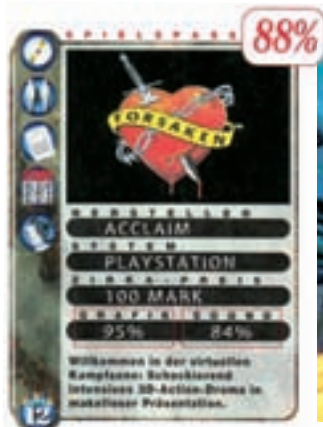 SPIELSPASS
88%
FORSAKEN
HERSTELLER
ACCLAIM
SYSTEM
PLAYSTATION
ZIRKA-PREIS
100 MARK
GRAFIK SOUND
95% 84%
Willkommen in der virtuellen
Kampfzone: Schockierend
intensives 3D-Action-Drama in
makelloser Präsentation.
12